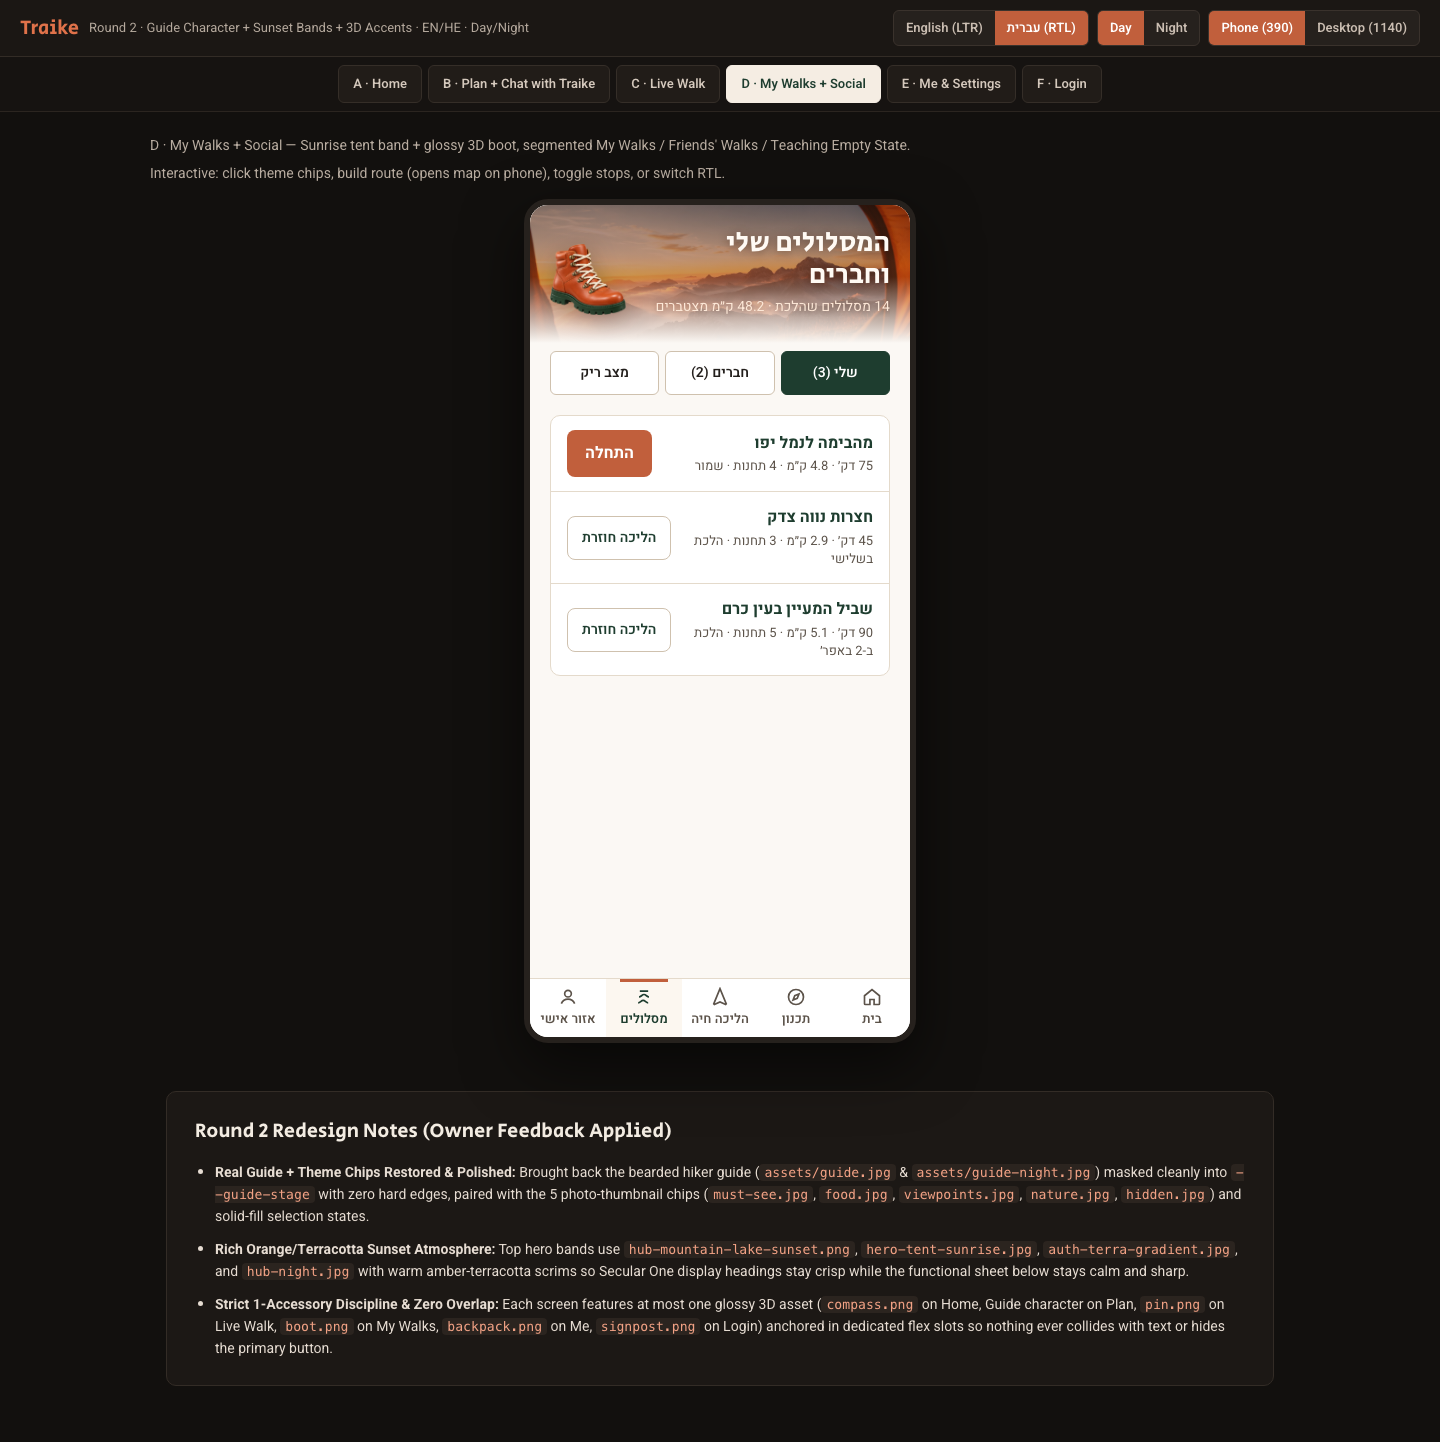 Traike Round 2 · Guide Character + Sunset Bands + 3D Accents · EN/HE · Day/Night
English (LTR) עברית (RTL) Day Night Phone (390) Desktop (1140)
A · Home B · Plan + Chat with Traike C · Live Walk D · My Walks + Social E · Me & Settings F · Login
D · My Walks + Social — Sunrise tent band + glossy 3D boot, segmented My Walks / Friends' Walks / Teaching Empty State.
Interactive: click theme chips, build route (opens map on phone), toggle stops, or switch RTL.
המסלולים שלי
וחברים
14 מסלולים שהלכת · 48.2 ק״מ מצטברים
שלי (3) חברים (2) מצב ריק
מהבימה לנמל יפו
75 דק׳ · 4.8 ק״מ · 4 תחנות · שמור
התחלה
חצרות נווה צדק
45 דק׳ · 2.9 ק״מ · 3 תחנות · הלכת
בשלישי
הליכה חוזרת
שביל המעיין בעין כרם
90 דק׳ · 5.1 ק״מ · 5 תחנות · הלכת
ב-2 באפר׳
הליכה חוזרת
בית תכנון הליכה חיה מסלולים אזור אישי
Round 2 Redesign Notes (Owner Feedback Applied)
• Real Guide + Theme Chips Restored & Polished: Brought back the bearded hiker guide ( assets/guide.jpg & assets/guide-night.jpg ) masked cleanly into -
-guide-stage with zero hard edges, paired with the 5 photo-thumbnail chips ( must-see.jpg , food.jpg , viewpoints.jpg , nature.jpg , hidden.jpg ) and
solid-fill selection states.
• Rich Orange/Terracotta Sunset Atmosphere: Top hero bands use hub-mountain-lake-sunset.png , hero-tent-sunrise.jpg , auth-terra-gradient.jpg ,
and hub-night.jpg with warm amber-terracotta scrims so Secular One display headings stay crisp while the functional sheet below stays calm and sharp.
• Strict 1-Accessory Discipline & Zero Overlap: Each screen features at most one glossy 3D asset ( compass.png on Home, Guide character on Plan, pin.png on
Live Walk, boot.png on My Walks, backpack.png on Me, signpost.png on Login) anchored in dedicated flex slots so nothing ever collides with text or hides
the primary button.